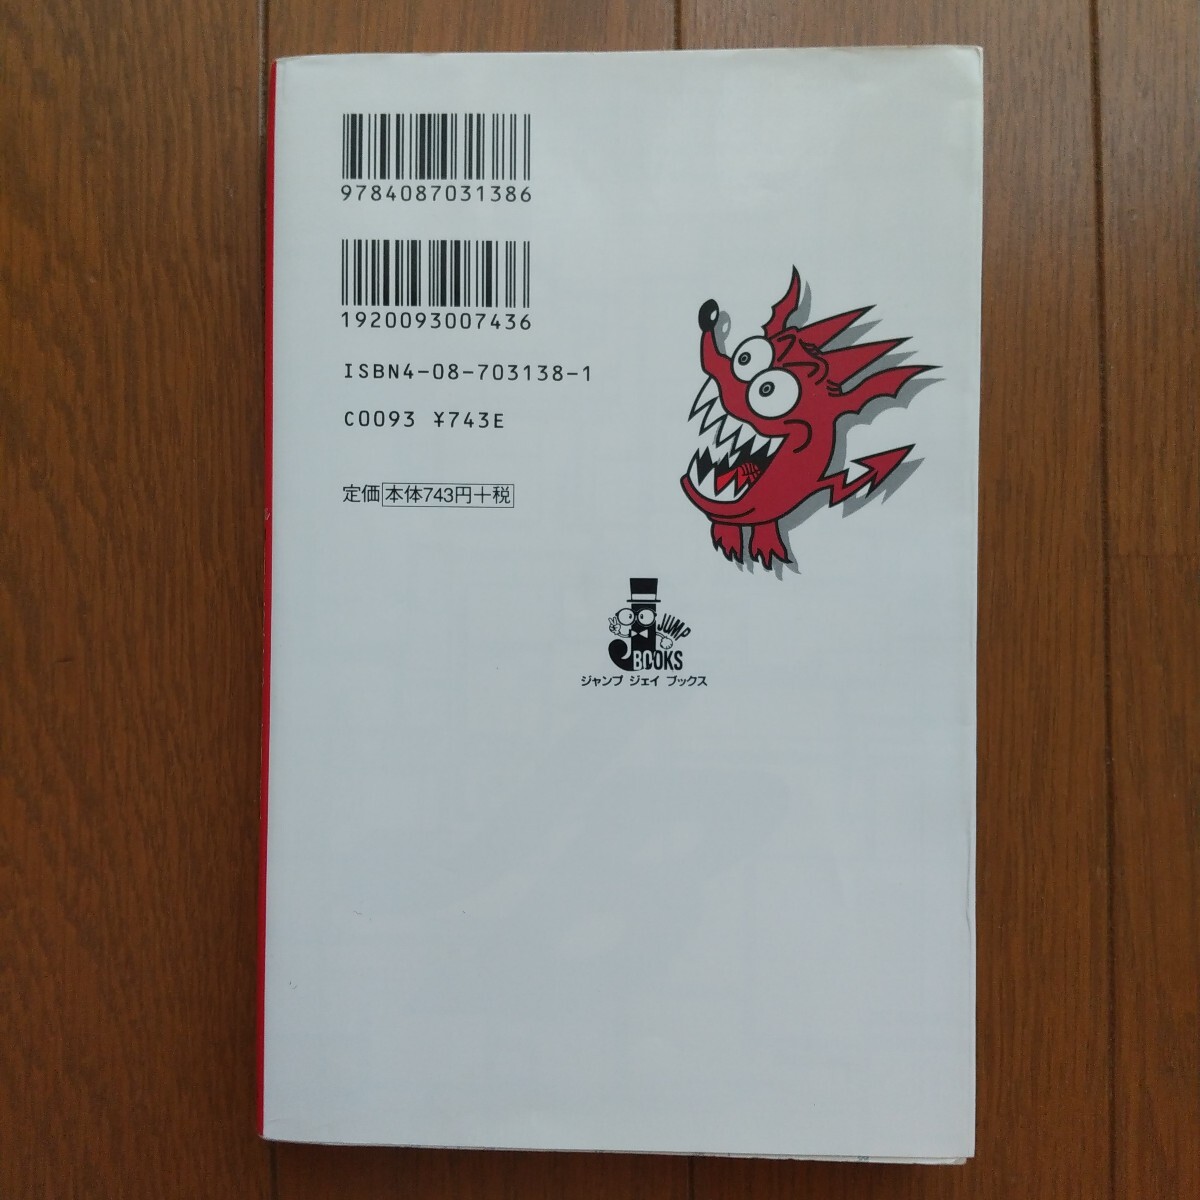 9784087031386
1920093007436
ISBN4-08-703138-1
C0093 ¥743E
定価 本体743円+税
JUMP
J BOOKS
ジャンプ ジェイ ブックス